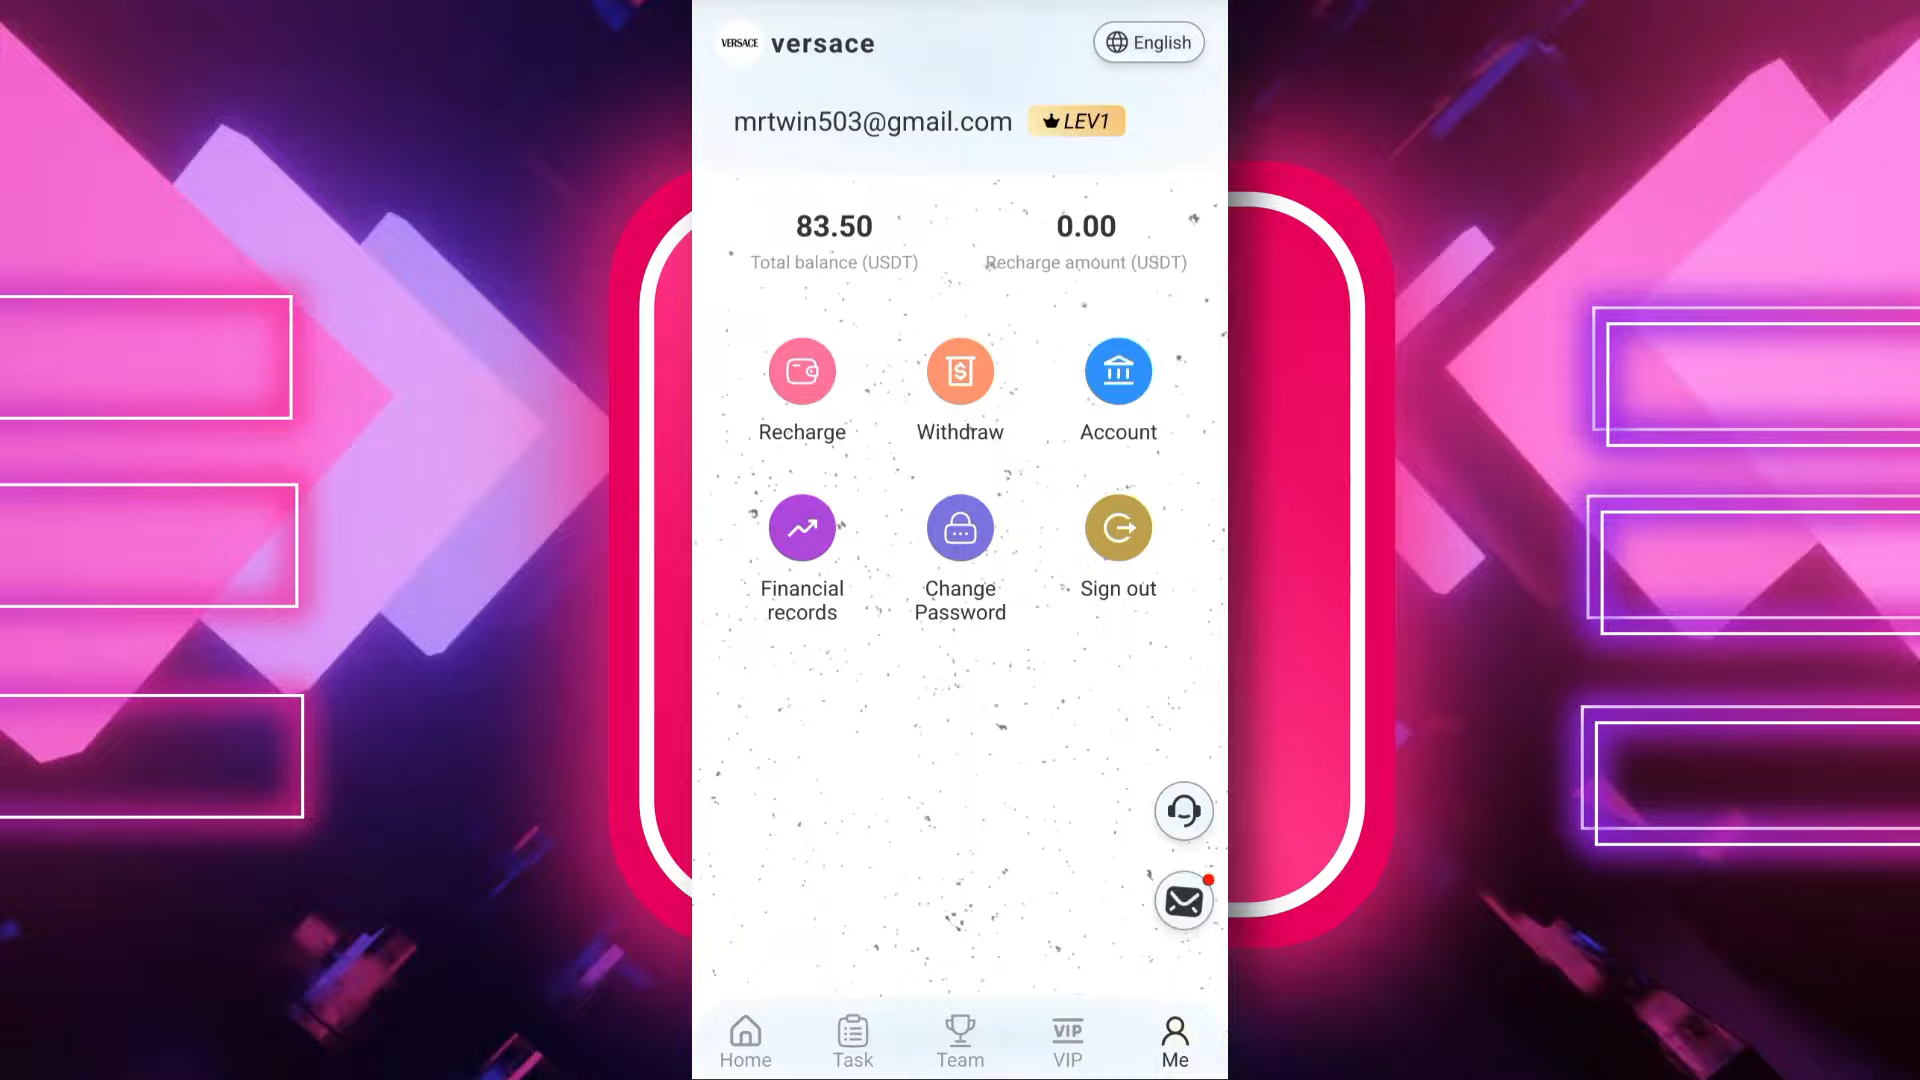 VERSACE versace English
mrtwin503@gmail.com LEV1
83.50 0.00
Total balance (USDT) Recharge amount (USDT)
Recharge Withdraw Account
Financial records Change Password Sign out
VIP
Home Task Team VIP Me